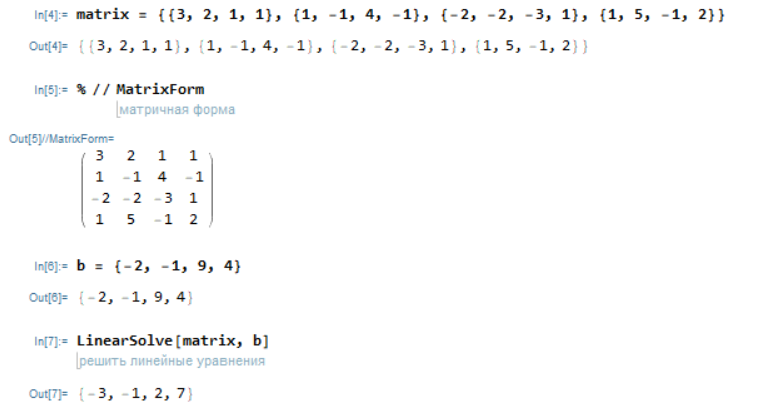 In[4]:= matrix = {{3, 2, 1, 1}, {1, -1, 4, -1}, {-2, -2, -3, 1}, {1, 5, -1, 2}}
Out[4]= {{3, 2, 1, 1}, {1, -1, 4, -1}, {-2, -2, -3, 1}, {1, 5, -1, 2}}
In[5]:= % // MatrixForm
матричная форма
Out[5]//MatrixForm=
3 2 1 1
1 -1 4 -1
-2 -2 -3 1
1 5 -1 2
In[6]:= b = {-2, -1, 9, 4}
Out[6]= {-2, -1, 9, 4}
In[7]:= LinearSolve[matrix, b]
решить линейные уравнения
Out[7]= {-3, -1, 2, 7}